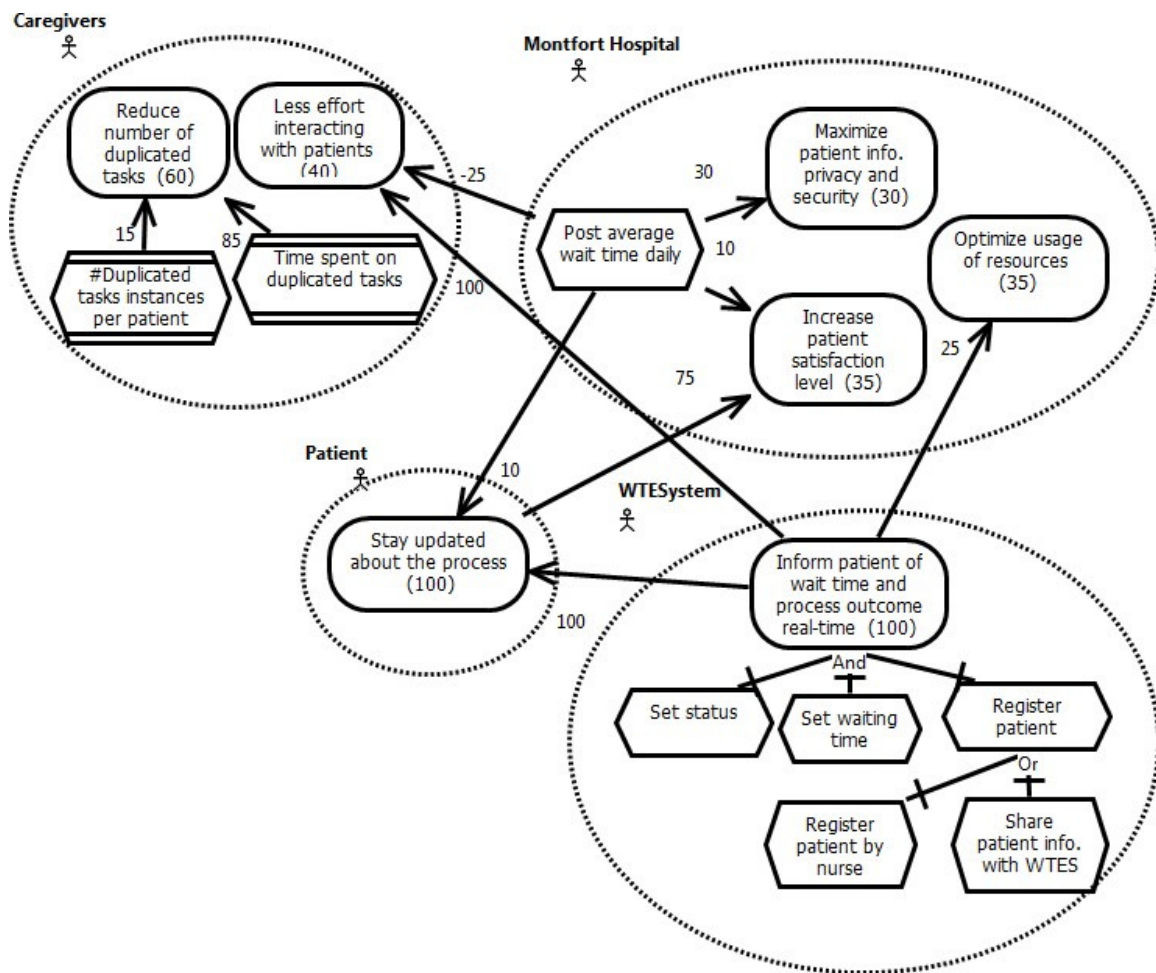 Caregivers
Montfort Hospital
Reduce
number of
duplicated
tasks (60)
Less effort
interacting
with patients
(40)
-25
30
Maximize
patient info.
privacy and
security (30)
15
85
#Duplicated
tasks instances
per patient
Time spent on
duplicated tasks
100
Post average
wait time daily
10
Optimize usage
of resources
(35)
Increase
patient
satisfaction
level (35)
25
75
Patient
10
WTESystem
Stay updated
about the process
(100)
100
Inform patient of
wait time and
process outcome
real-time (100)
And
Set status
Set waiting
time
Register
patient
Or
Register
patient by
nurse
Share
patient info.
with WTES